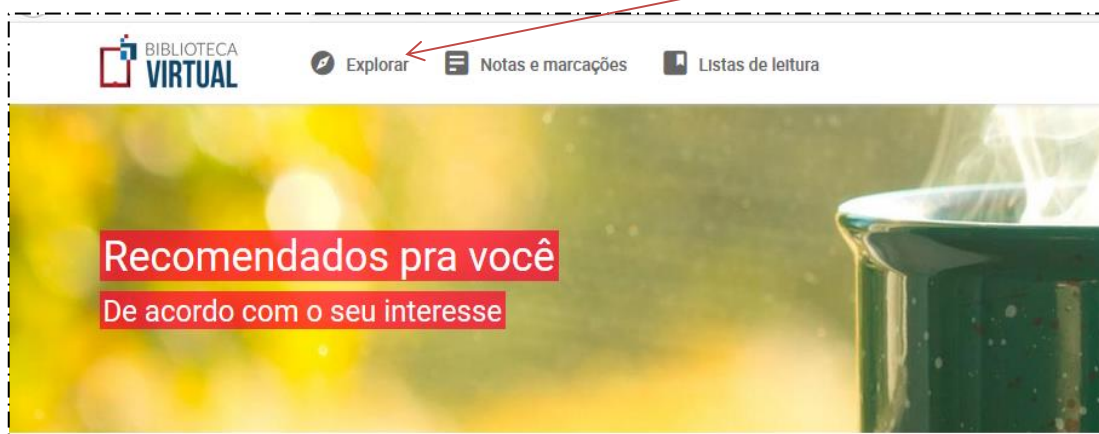 BIBLIOTECA
VIRTUAL
Explorar
Notas e marcações
Listas de leitura
Recomendados pra você
De acordo com o seu interesse